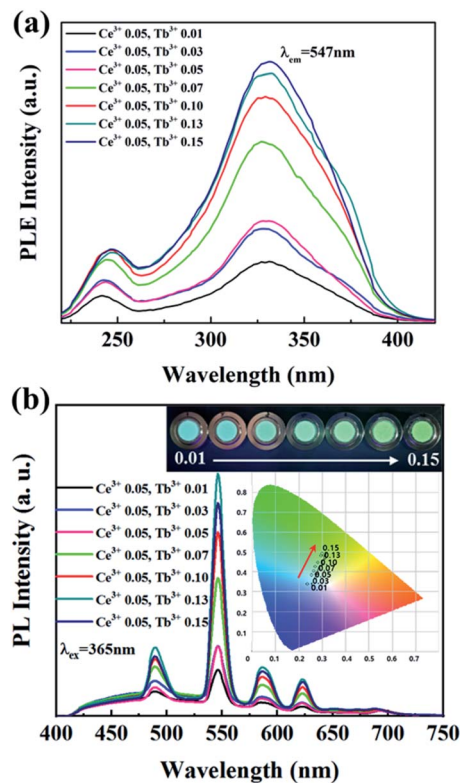 (a)
Ce³⁺ 0.05, Tb³⁺ 0.01
Ce³⁺ 0.05, Tb³⁺ 0.03
Ce³⁺ 0.05, Tb³⁺ 0.05
Ce³⁺ 0.05, Tb³⁺ 0.07
Ce³⁺ 0.05, Tb³⁺ 0.10
Ce³⁺ 0.05, Tb³⁺ 0.13
Ce³⁺ 0.05, Tb³⁺ 0.15
λem=547nm
PLE Intensity (a.u.)
250 300 350 400
Wavelength (nm)
(b)
0.01 0.15
Ce³⁺ 0.05, Tb³⁺ 0.01
Ce³⁺ 0.05, Tb³⁺ 0.03
Ce³⁺ 0.05, Tb³⁺ 0.05
Ce³⁺ 0.05, Tb³⁺ 0.07
Ce³⁺ 0.05, Tb³⁺ 0.10
Ce³⁺ 0.05, Tb³⁺ 0.13
Ce³⁺ 0.05, Tb³⁺ 0.15
λex=365nm
PL Intensity (a. u.)
0.8
0.7
0.6
0.5
0.4
0.3
0.2
0.1
0.15
0.13
0.10
0.07
0.05
0.03
0.01
0.1 0.2 0.3 0.4 0.5 0.6 0.7
400 450 500 550 600 650 700 750
Wavelength (nm)